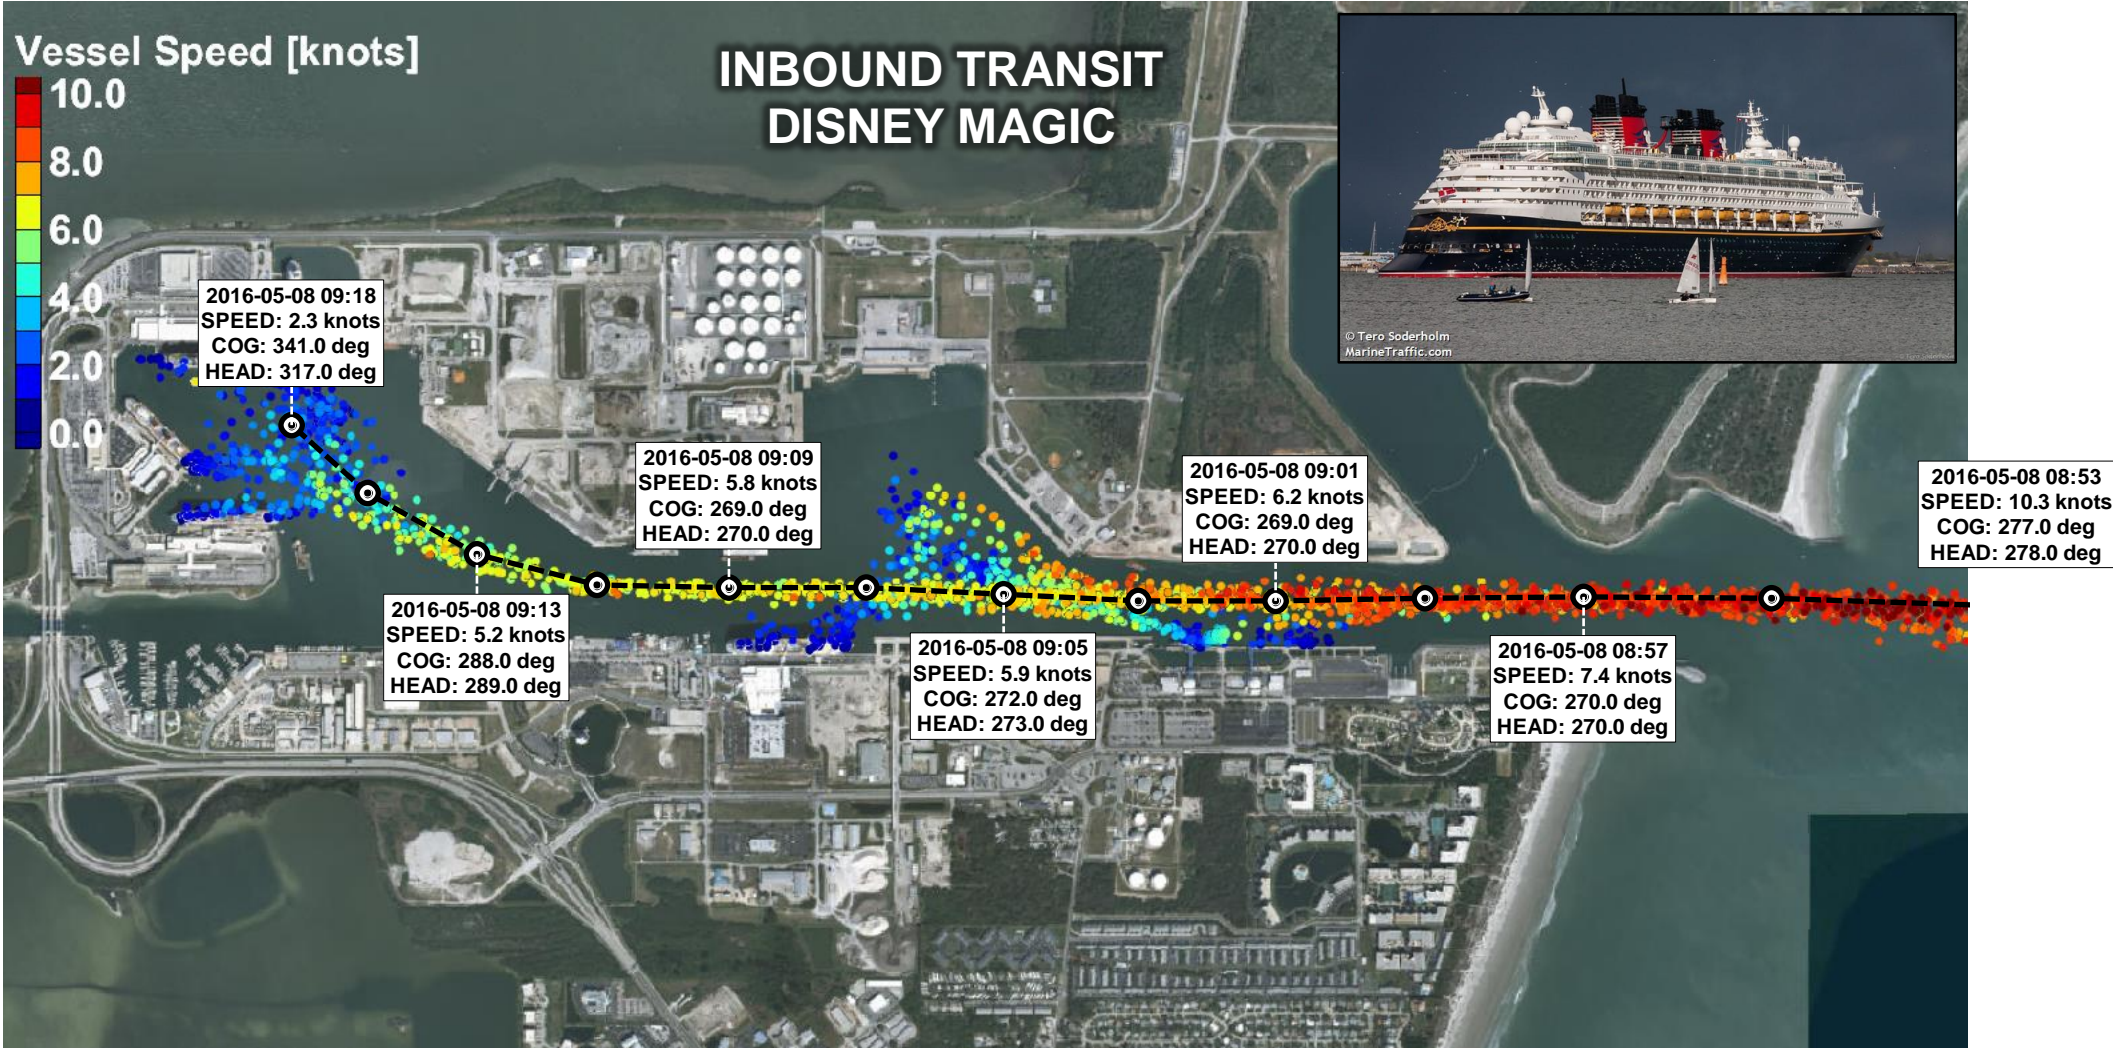 Vessel Speed [knots]
10.0
8.0
6.0
4.0
2.0
0.0
INBOUND TRANSIT
DISNEY MAGIC
© Tero Soderholm
MarineTraffic.com
© Tero Soderholm
2016-05-08 09:18
SPEED: 2.3 knots
COG: 341.0 deg
HEAD: 317.0 deg
2016-05-08 09:13
SPEED: 5.2 knots
COG: 288.0 deg
HEAD: 289.0 deg
2016-05-08 09:09
SPEED: 5.8 knots
COG: 269.0 deg
HEAD: 270.0 deg
2016-05-08 09:05
SPEED: 5.9 knots
COG: 272.0 deg
HEAD: 273.0 deg
2016-05-08 09:01
SPEED: 6.2 knots
COG: 269.0 deg
HEAD: 270.0 deg
2016-05-08 08:57
SPEED: 7.4 knots
COG: 270.0 deg
HEAD: 270.0 deg
2016-05-08 08:53
SPEED: 10.3 knots
COG: 277.0 deg
HEAD: 278.0 deg